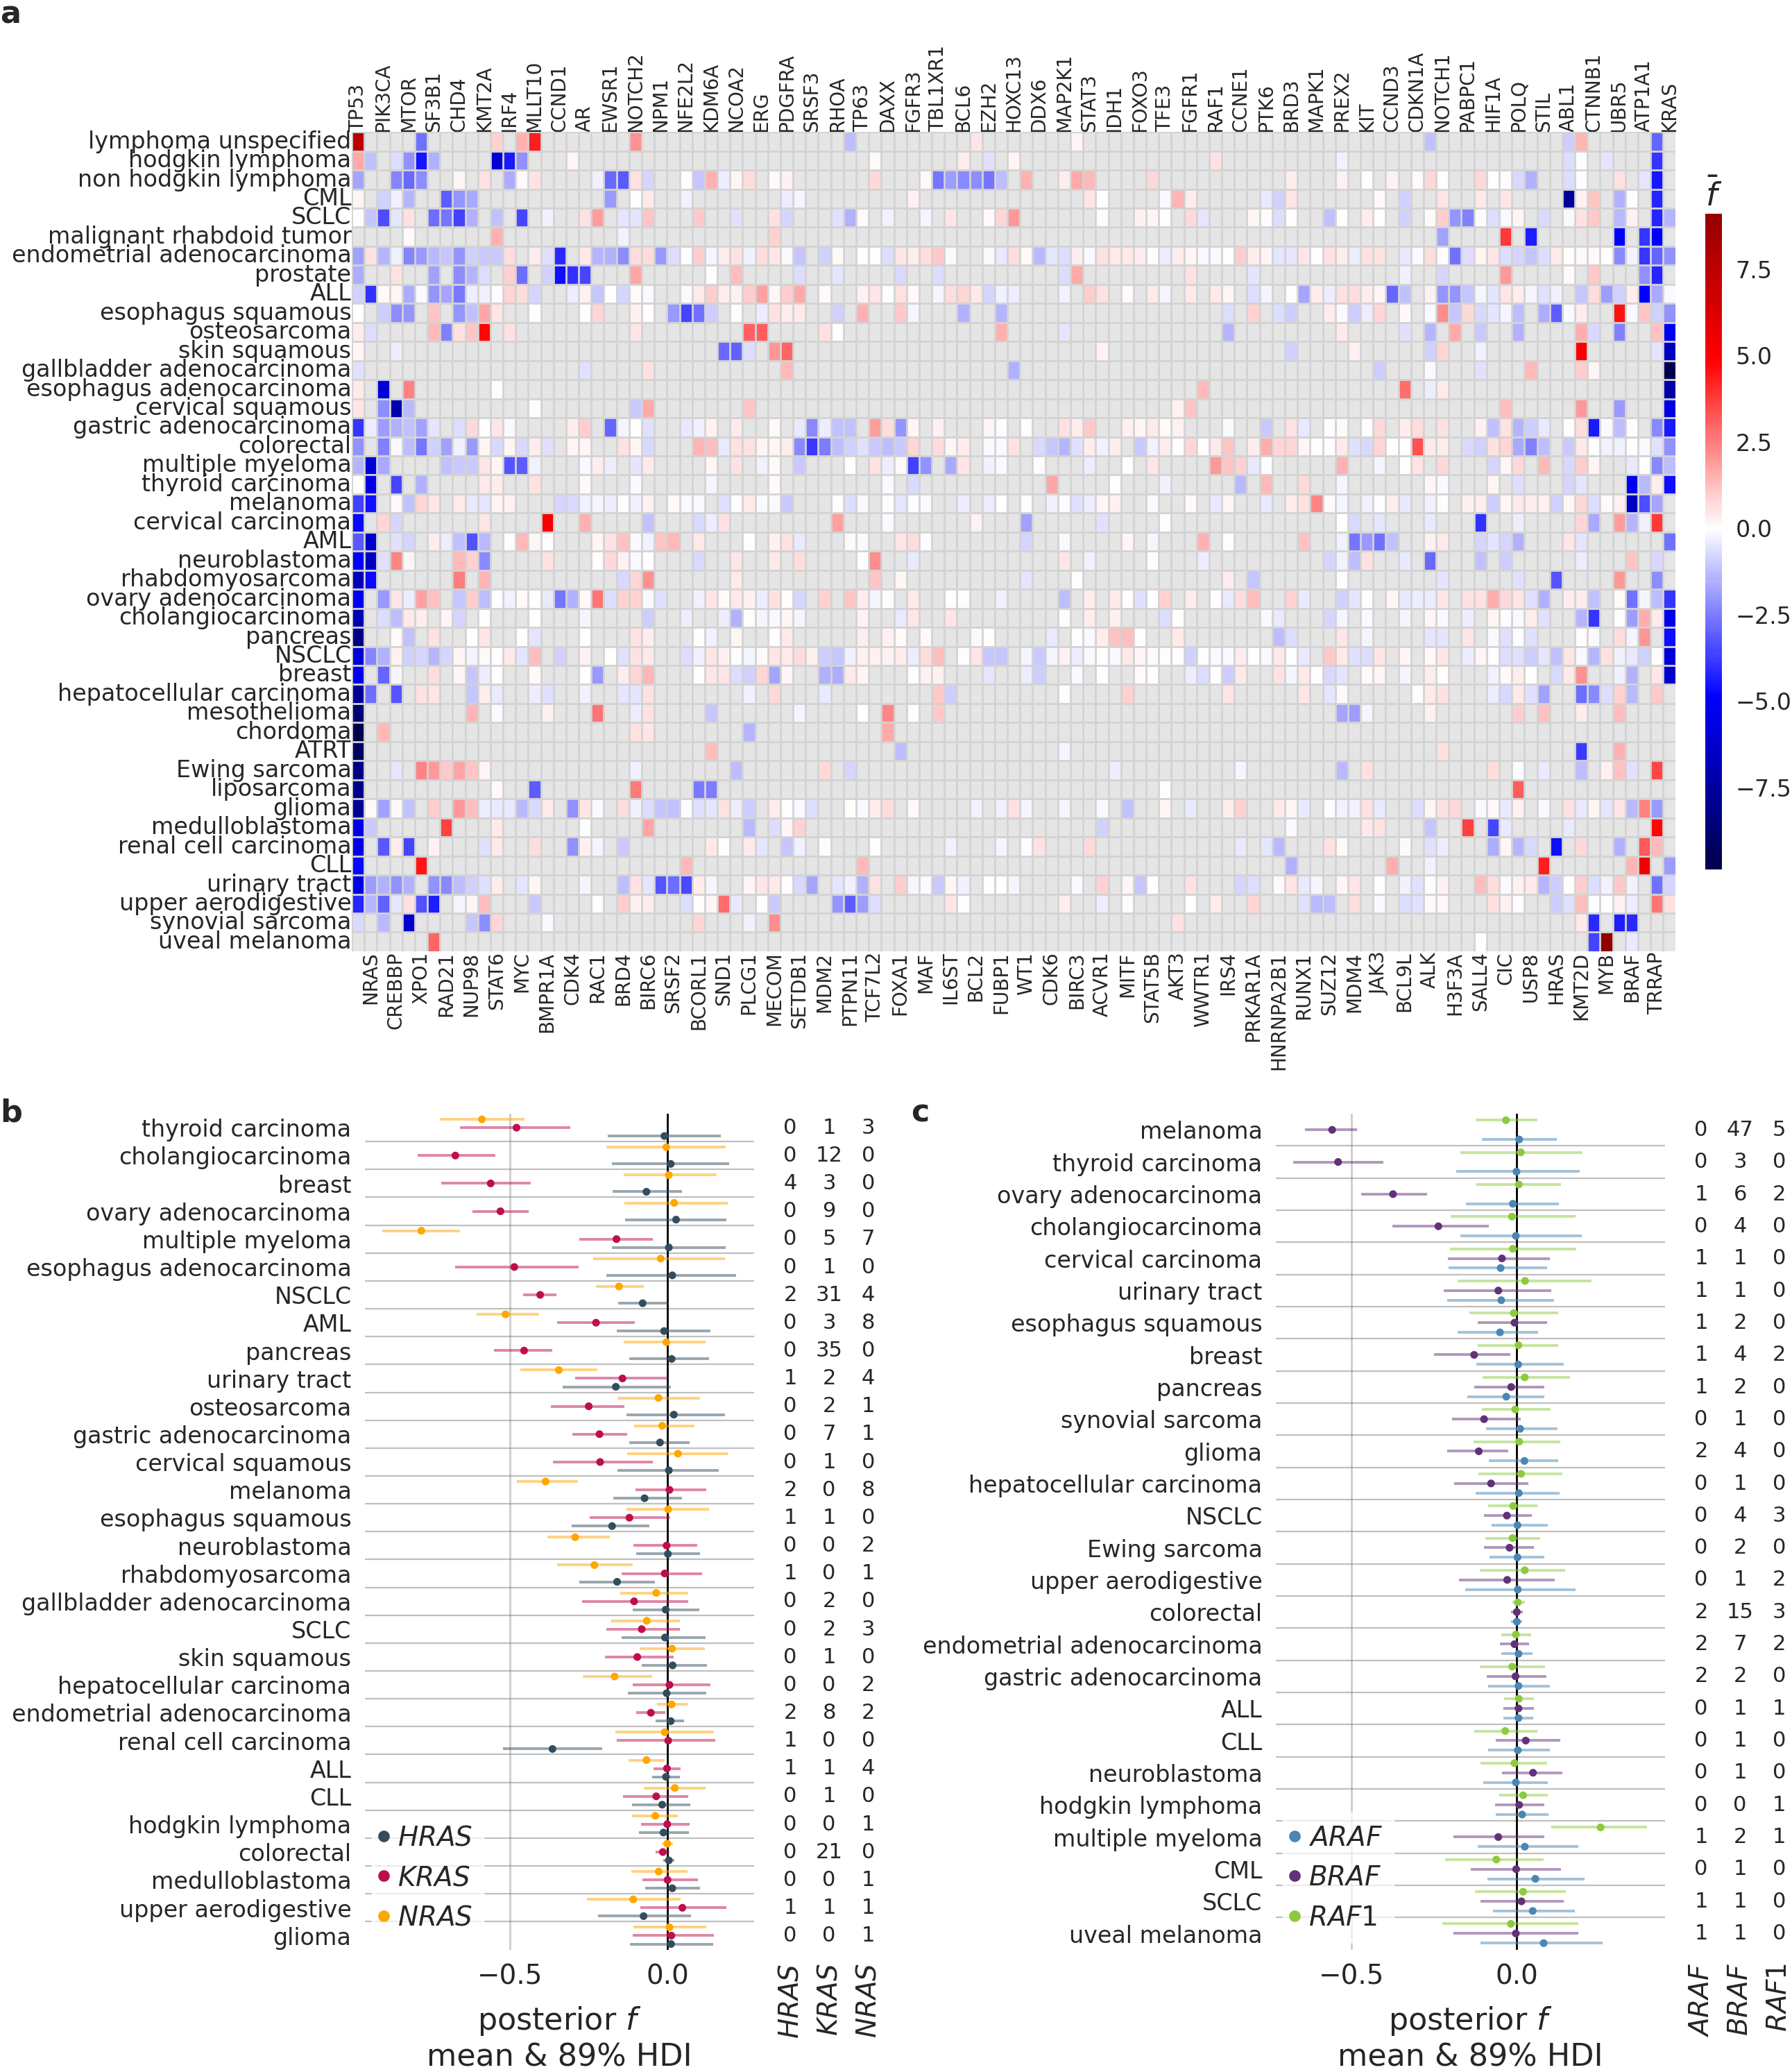 a
TP53 PIK3CA MTOR SF3B1 CHD4 KMT2A IRF4 MLLT10 CCND1 AR EWSR1 NOTCH2 NPM1 NFE2L2 KDM6A NCOA2 ERG PDGFRA SRSF3 RHOA TP63 DAXX FGFR3 TBL1XR1 BCL6 EZH2 HOXC13 DDX6 MAP2K1 STAT3 IDH1 FOXO3 TFE3 FGFR1 RAF1 CCNE1 PTK6 BRD3 MAPK1 PREX2 KIT CCND3 CDKN1A NOTCH1 PABPC1 HIF1A POLQ STIL ABL1 CTNNB1 UBR5 ATP1A1 KRAS
lymphoma unspecified
hodgkin lymphoma
non hodgkin lymphoma
CML
SCLC
malignant rhabdoid tumor
endometrial adenocarcinoma
prostate
ALL
esophagus squamous
osteosarcoma
skin squamous
gallbladder adenocarcinoma
esophagus adenocarcinoma
cervical squamous
gastric adenocarcinoma
colorectal
multiple myeloma
thyroid carcinoma
melanoma
cervical carcinoma
AML
neuroblastoma
rhabdomyosarcoma
ovary adenocarcinoma
cholangiocarcinoma
pancreas
NSCLC
breast
hepatocellular carcinoma
mesothelioma
chordoma
ATRT
Ewing sarcoma
liposarcoma
glioma
medulloblastoma
renal cell carcinoma
CLL
urinary tract
upper aerodigestive
synovial sarcoma
uveal melanoma
NRAS CREBBP XPO1 RAD21 NUP98 STAT6 MYC BMPR1A CDK4 RAC1 BRD4 BIRC6 SRSF2 BCORL1 SND1 PLCG1 MECOM SETDB1 MDM2 PTPN11 TCF7L2 FOXA1 MAF IL6ST BCL2 FUBP1 WT1 CDK6 BIRC3 ACVR1 MITF STAT5B AKT3 WWTR1 IRS4 PRKAR1A HNRNPA2B1 RUNX1 SUZ12 MDM4 JAK3 BCL9L ALK H3F3A SALL4 CIC USP8 HRAS KMT2D MYB BRAF TRRAP
f̄
7.5
5.0
2.5
0.0
−2.5
−5.0
−7.5
b
thyroid carcinoma 0 1 3
cholangiocarcinoma 0 12 0
breast 4 3 0
ovary adenocarcinoma 0 9 0
multiple myeloma 0 5 7
esophagus adenocarcinoma 0 1 0
NSCLC 2 31 4
AML 0 3 8
pancreas 0 35 0
urinary tract 1 2 4
osteosarcoma 0 2 1
gastric adenocarcinoma 0 7 1
cervical squamous 0 1 0
melanoma 2 0 8
esophagus squamous 1 1 0
neuroblastoma 0 0 2
rhabdomyosarcoma 1 0 1
gallbladder adenocarcinoma 0 2 0
SCLC 0 2 3
skin squamous 0 1 0
hepatocellular carcinoma 0 0 2
endometrial adenocarcinoma 2 8 2
renal cell carcinoma 1 0 0
ALL 1 1 4
CLL 0 1 0
hodgkin lymphoma 0 0 1
colorectal 0 21 0
medulloblastoma 0 0 1
upper aerodigestive 1 1 1
glioma 0 0 1
HRAS
KRAS
NRAS
−0.5 0.0
HRAS KRAS NRAS
posterior f
mean & 89% HDI
c
melanoma 0 47 5
thyroid carcinoma 0 3 0
ovary adenocarcinoma 1 6 2
cholangiocarcinoma 0 4 0
cervical carcinoma 1 1 0
urinary tract 1 1 0
esophagus squamous 1 2 0
breast 1 4 2
pancreas 1 2 0
synovial sarcoma 0 1 0
glioma 2 4 0
hepatocellular carcinoma 0 1 0
NSCLC 0 4 3
Ewing sarcoma 0 2 0
upper aerodigestive 0 1 2
colorectal 2 15 3
endometrial adenocarcinoma 2 7 2
gastric adenocarcinoma 2 2 0
ALL 0 1 1
CLL 0 1 0
neuroblastoma 0 1 0
hodgkin lymphoma 0 0 1
multiple myeloma 1 2 1
CML 0 1 0
SCLC 1 1 0
uveal melanoma 1 1 0
ARAF
BRAF
RAF1
−0.5 0.0
ARAF BRAF RAF1
posterior f
mean & 89% HDI